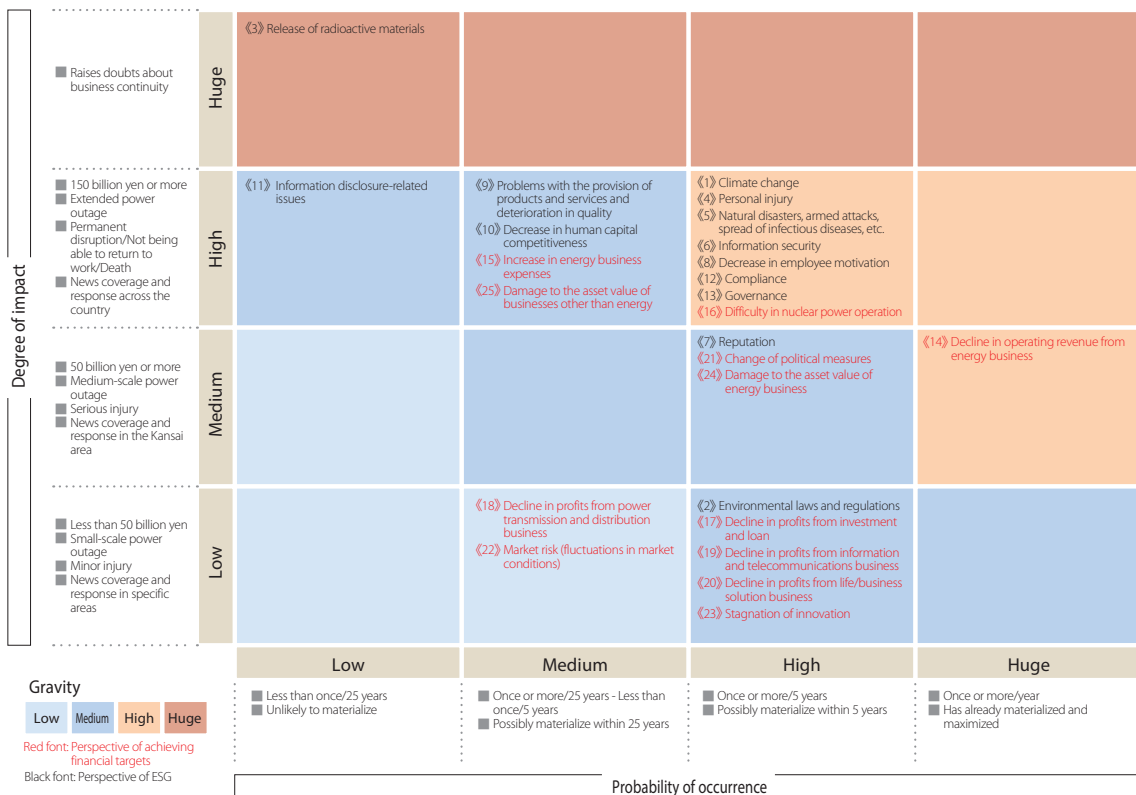 Degree of impact
Raises doubts about
business continuity
Huge
《3》 Release of radioactive materials
150 billion yen or more
Extended power
outage
Permanent
disruption/Not being
able to return to
work/Death
News coverage and
response across the
country
High
《11》 Information disclosure-related
issues
《9》 Problems with the provision of
products and services and
deterioration in quality
《10》 Decrease in human capital
competitiveness
《15》 Increase in energy business
expenses
《25》 Damage to the asset value of
businesses other than energy
《1》 Climate change
《4》 Personal injury
《5》 Natural disasters, armed attacks,
spread of infectious diseases, etc.
《6》 Information security
《8》 Decrease in employee motivation
《12》 Compliance
《13》 Governance
《16》 Difficulty in nuclear power operation
50 billion yen or more
Medium-scale power
outage
Serious injury
News coverage and
response in the Kansai
area
Medium
《7》 Reputation
《21》 Change of political measures
《24》 Damage to the asset value of
energy business
《14》 Decline in operating revenue from
energy business
Less than 50 billion yen
Small-scale power
outage
Minor injury
News coverage and
response in specific
areas
Low
《18》 Decline in profits from power
transmission and distribution
business
《22》 Market risk (fluctuations in market
conditions)
《2》 Environmental laws and regulations
《17》 Decline in profits from investment
and loan
《19》 Decline in profits from information
and telecommunications business
《20》 Decline in profits from life/business
solution business
《23》 Stagnation of innovation
Low
Medium
High
Huge
Less than once/25 years
Unlikely to materialize
Once or more/25 years - Less than
once/5 years
Possibly materialize within 25 years
Once or more/5 years
Possibly materialize within 5 years
Once or more/year
Has already materialized and
maximized
Gravity
Low
Medium
High
Huge
Red font: Perspective of achieving
financial targets
Black font: Perspective of ESG
Probability of occurrence